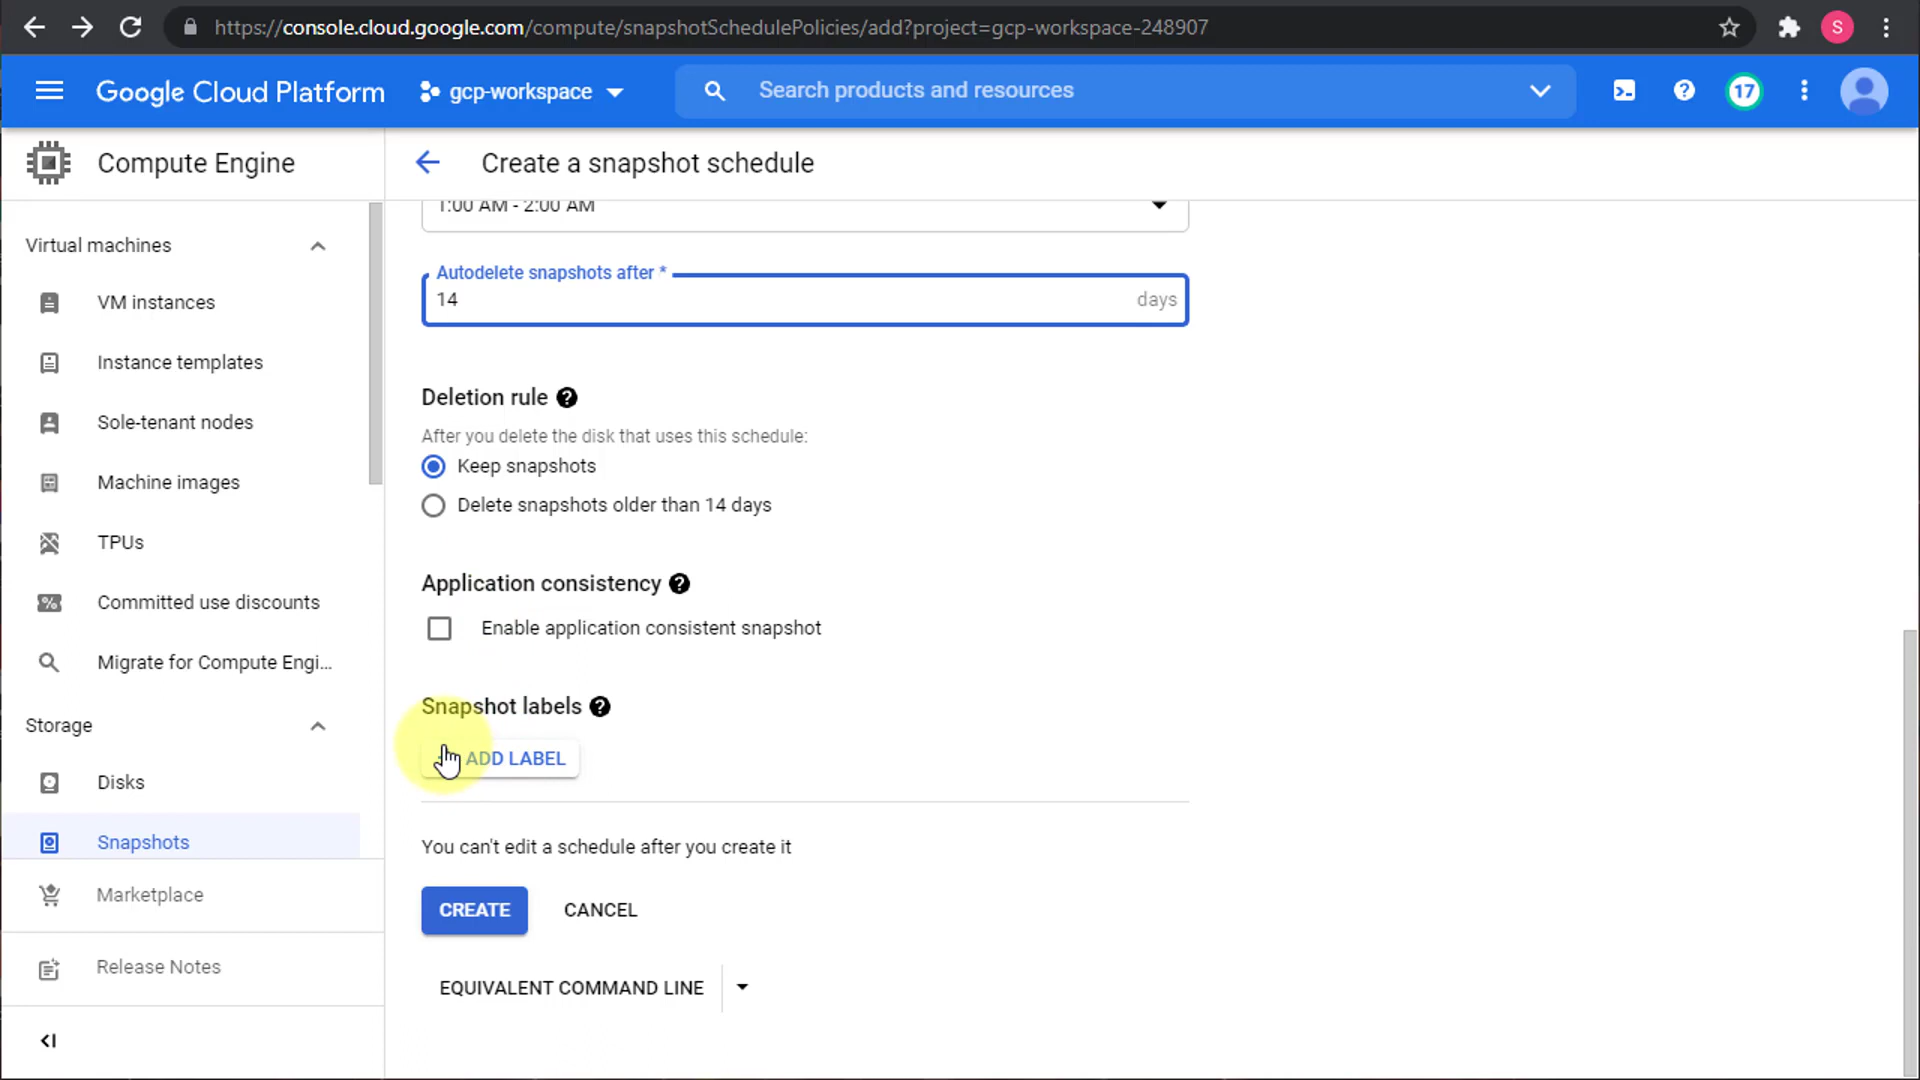 https://console.cloud.google.com/compute/snapshotSchedulePolicies/add?project=gcp-workspace-248907
S
Google Cloud Platform
gcp-workspace
Search products and resources
17
Compute Engine
Create a snapshot schedule
Virtual machines
VM instances
Instance templates
Sole-tenant nodes
Machine images
TPUs
Committed use discounts
Migrate for Compute Engi...
Storage
Disks
Snapshots
Marketplace
Release Notes
1:00 AM - 2:00 AM
Autodelete snapshots after *
14 days
Deletion rule
After you delete the disk that uses this schedule:
Keep snapshots
Delete snapshots older than 14 days
Application consistency
Enable application consistent snapshot
Snapshot labels
ADD LABEL
You can't edit a schedule after you create it
CREATE CANCEL
EQUIVALENT COMMAND LINE